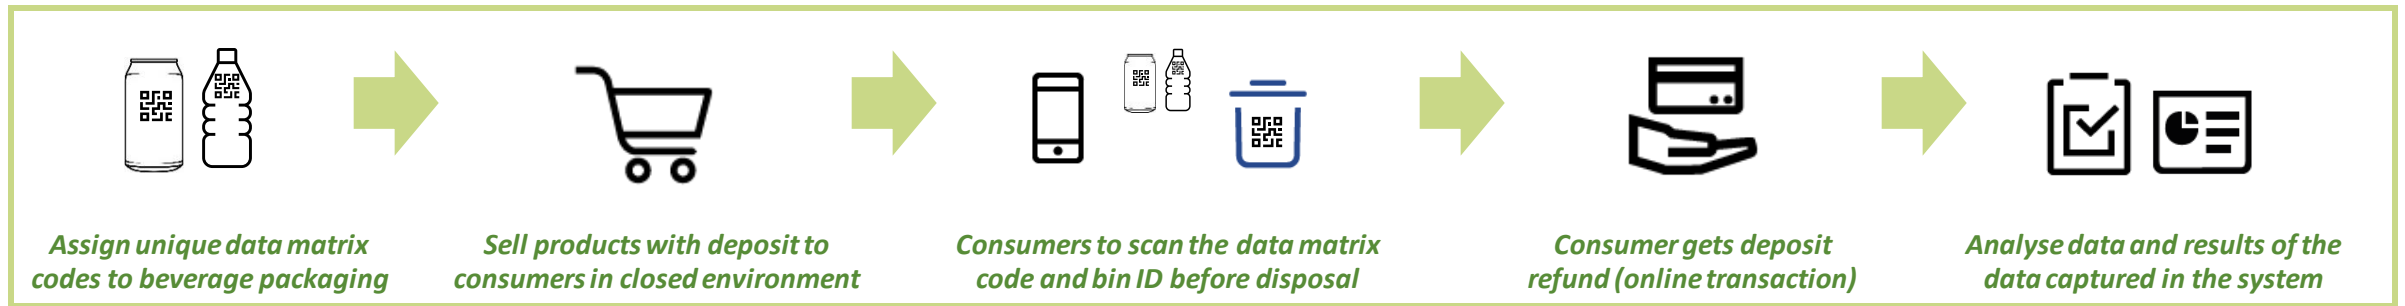 Assign unique data matrix
codes to beverage packaging
Sell products with deposit to
consumers in closed environment
Consumers to scan the data matrix
code and bin ID before disposal
Consumer gets deposit
refund (online transaction)
Analyse data and results of the
data captured in the system